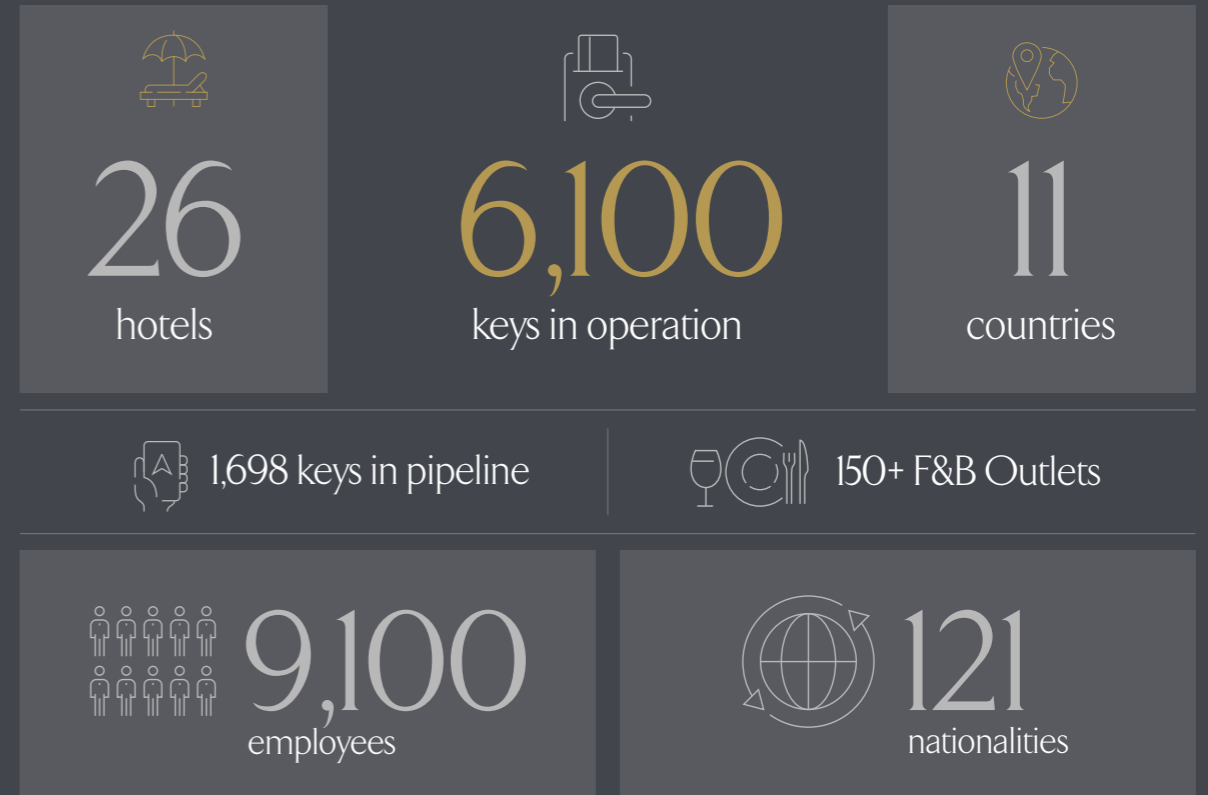 26
hotels
6,100
keys in operation
11
countries
1,698 keys in pipeline
150+ F&B Outlets
9,100
employees
121
nationalities